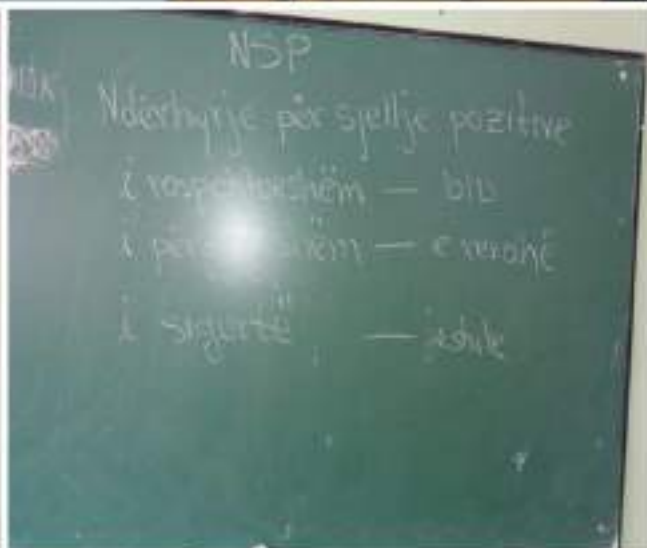 NSP
Ndërhyrje për sjellje pozitive
i respektueshëm — blu
i — e verdhë
i sigurtë — jeshile